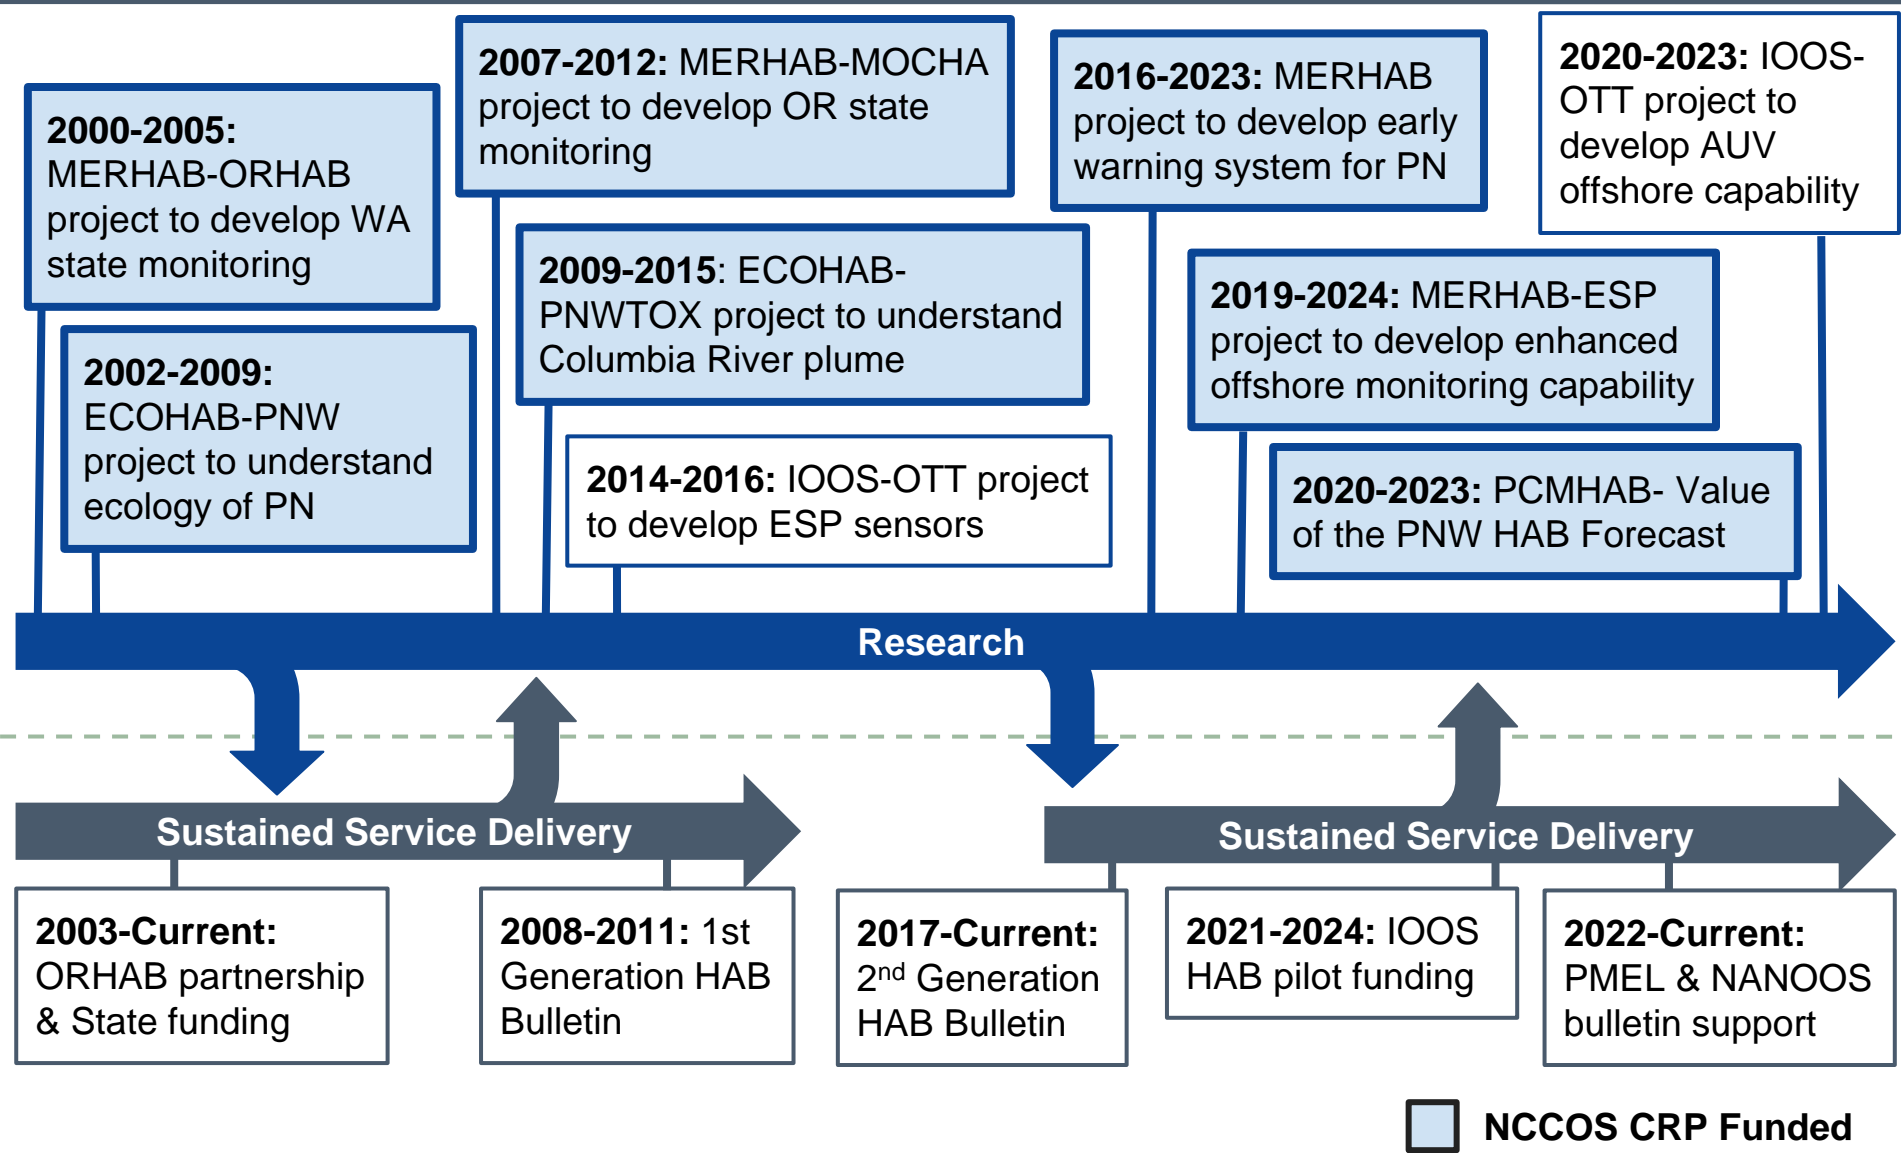 2000-2005:
MERHAB-ORHAB
project to develop WA
state monitoring
2002-2009:
ECOHAB-PNW
project to understand
ecology of PN
2007-2012: MERHAB-MOCHA
project to develop OR state
monitoring
2009-2015: ECOHAB-
PNWTOX project to understand
Columbia River plume
2014-2016: IOOS-OTT project
to develop ESP sensors
2016-2023: MERHAB
project to develop early
warning system for PN
2019-2024: MERHAB-ESP
project to develop enhanced
offshore monitoring capability
2020-2023: PCMHAB- Value
of the PNW HAB Forecast
2020-2023: IOOS-
OTT project to
develop AUV
offshore capability
Research
Sustained Service Delivery
Sustained Service Delivery
2003-Current:
ORHAB partnership
& State funding
2008-2011: 1st
Generation HAB
Bulletin
2017-Current:
2nd Generation
HAB Bulletin
2021-2024: IOOS
HAB pilot funding
2022-Current:
PMEL & NANOOS
bulletin support
NCCOS CRP Funded